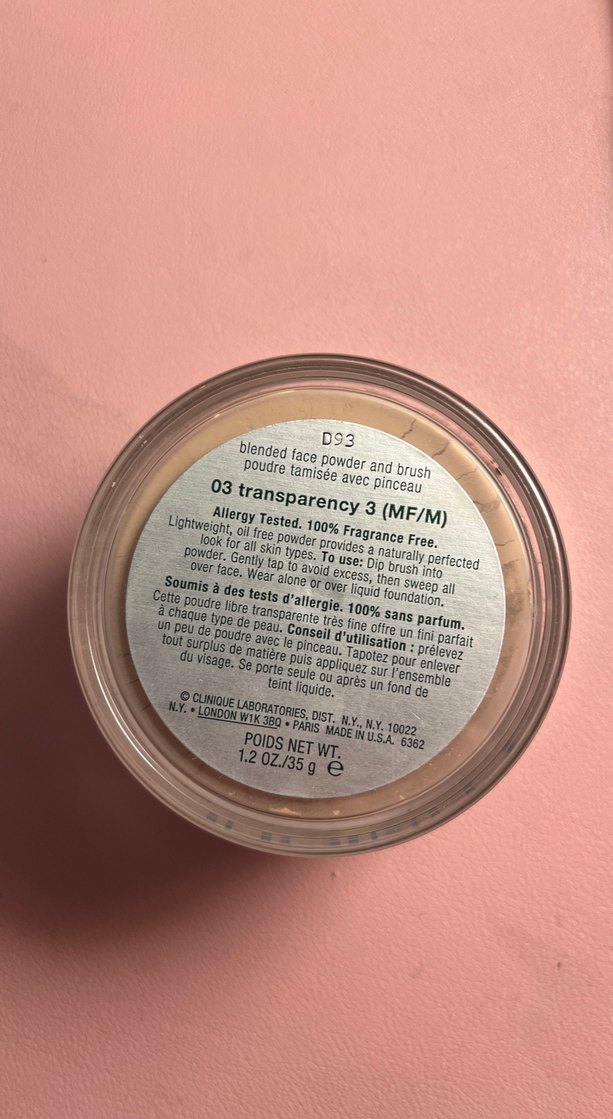 D93
blended face powder and brush
poudre tamisée avec pinceau
03 transparency 3 (MF/M)
Allergy Tested. 100% Fragrance Free.
Lightweight, oil free powder provides a naturally perfected
look for all skin types. To use: Dip brush into
powder. Gently tap to avoid excess, then sweep all
over face. Wear alone or over liquid foundation.
Soumis à des tests d'allergie. 100% sans parfum.
Cette poudre libre transparente très fine offre un fini parfait
à chaque type de peau. Conseil d'utilisation : prélevez
un peu de poudre avec le pinceau. Tapotez pour enlever
tout surplus de matière puis appliquez sur l'ensemble
du visage. Se porte seule ou après un fond de
teint liquide.
© CLINIQUE LABORATORIES, DIST. N.Y., N.Y. 10022
N.Y. • LONDON W1K 3BQ • PARIS MADE IN U.S.A. 6362
POIDS NET WT.
1.2 OZ./35 g ℮